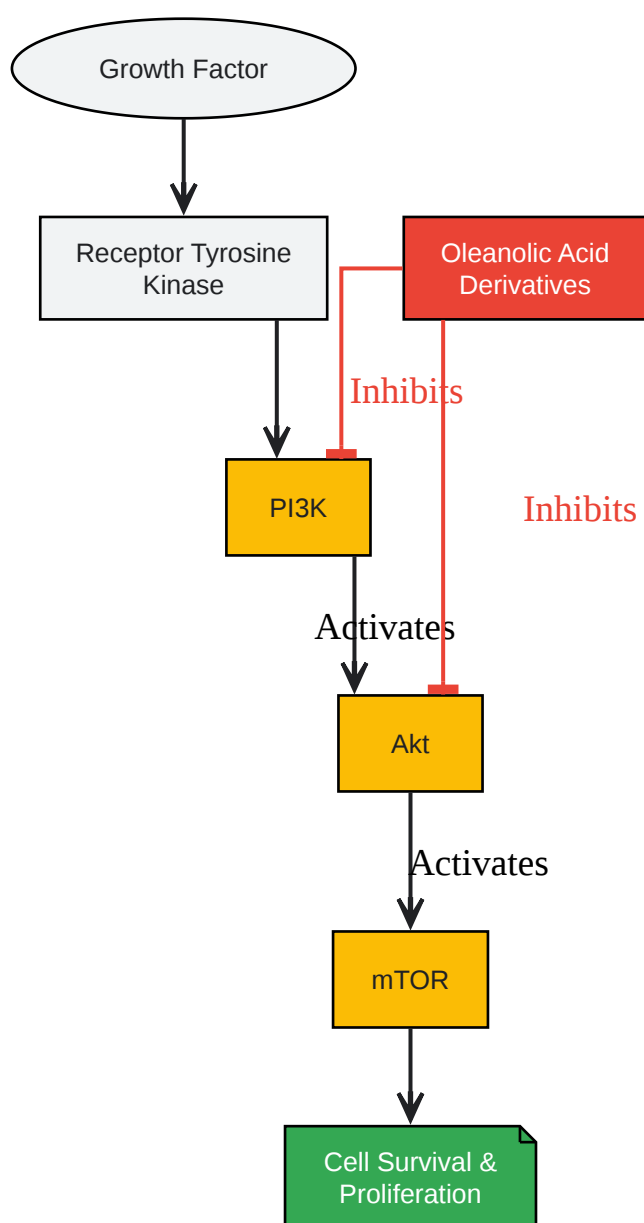 Growth Factor
Receptor Tyrosine
Kinase
Oleanolic Acid
Derivatives
Inhibits
PI3K
Inhibits
Activates
Akt
Activates
mTOR
Cell Survival &
Proliferation